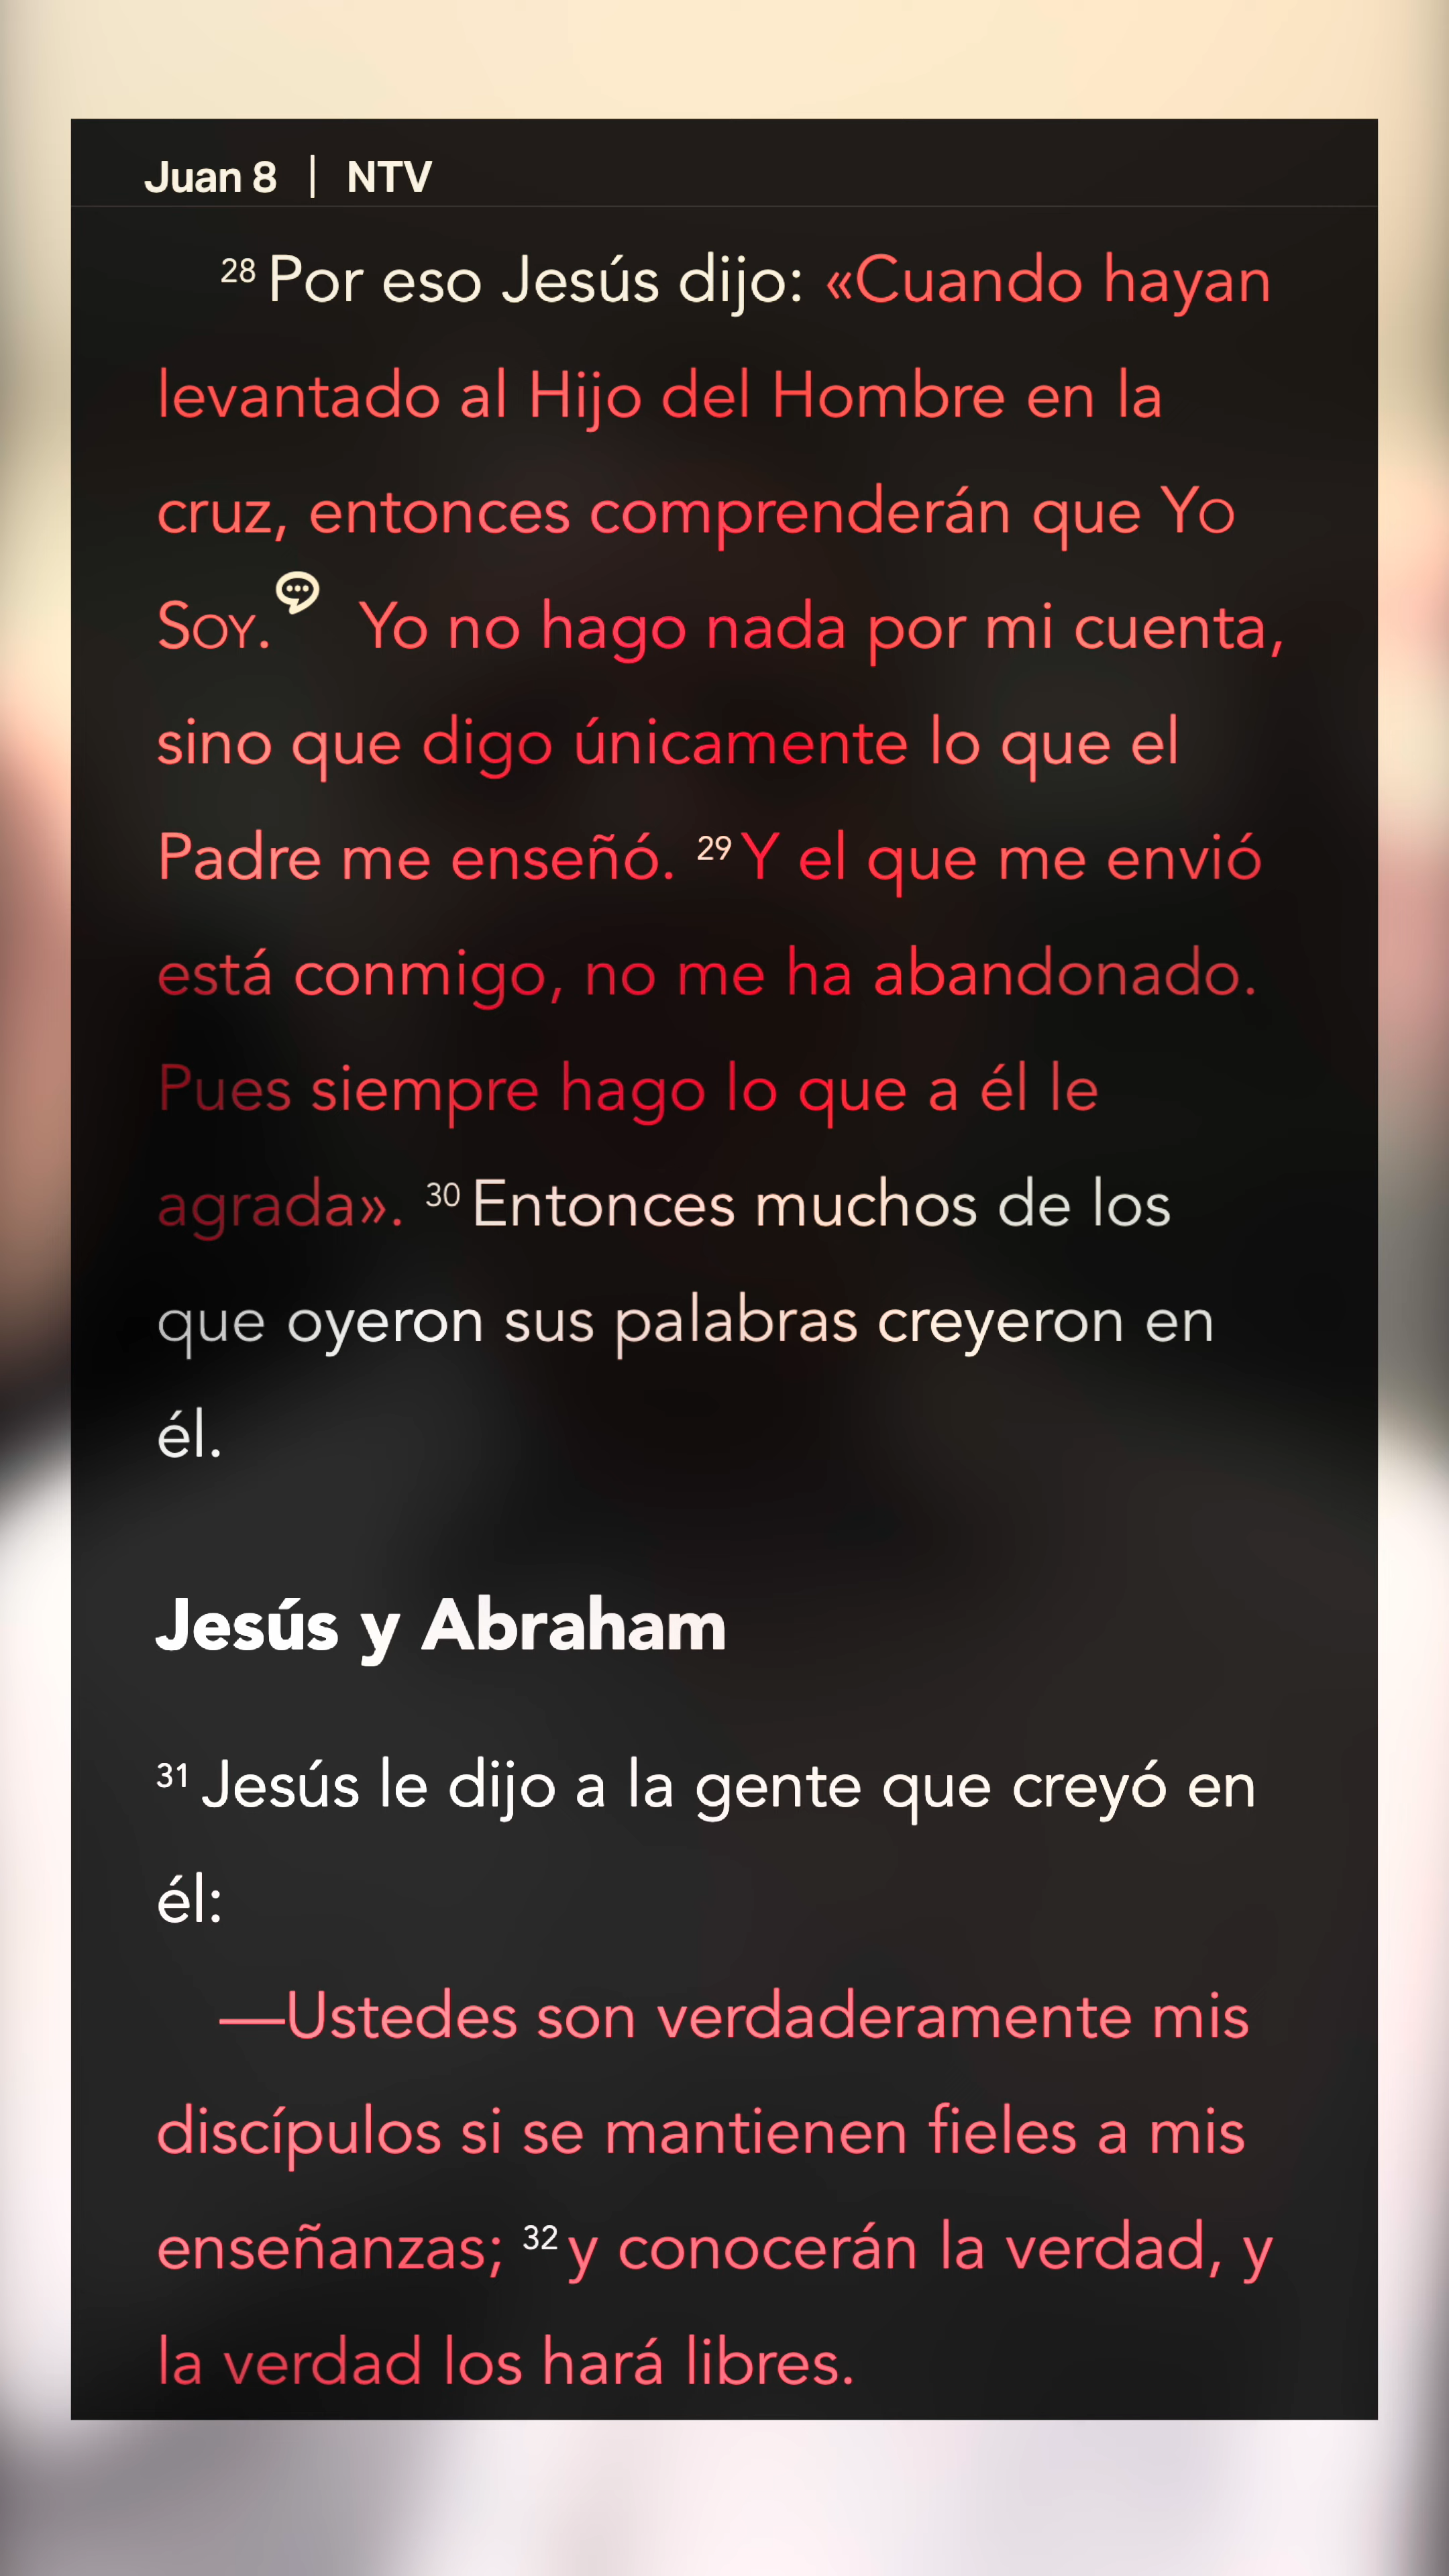 Juan 8 | NTV
28 Por eso Jesús dijo: «Cuando hayan
levantado al Hijo del Hombre en la
cruz, entonces comprenderán que Yo
Soy. Yo no hago nada por mi cuenta,
sino que digo únicamente lo que el
Padre me enseñó. 29 Y el que me envió
está conmigo, no me ha abandonado.
Pues siempre hago lo que a él le
agrada». 30 Entonces muchos de los
que oyeron sus palabras creyeron en
él.
Jesús y Abraham
31 Jesús le dijo a la gente que creyó en
él:
—Ustedes son verdaderamente mis
discípulos si se mantienen fieles a mis
enseñanzas; 32 y conocerán la verdad, y
la verdad los hará libres.